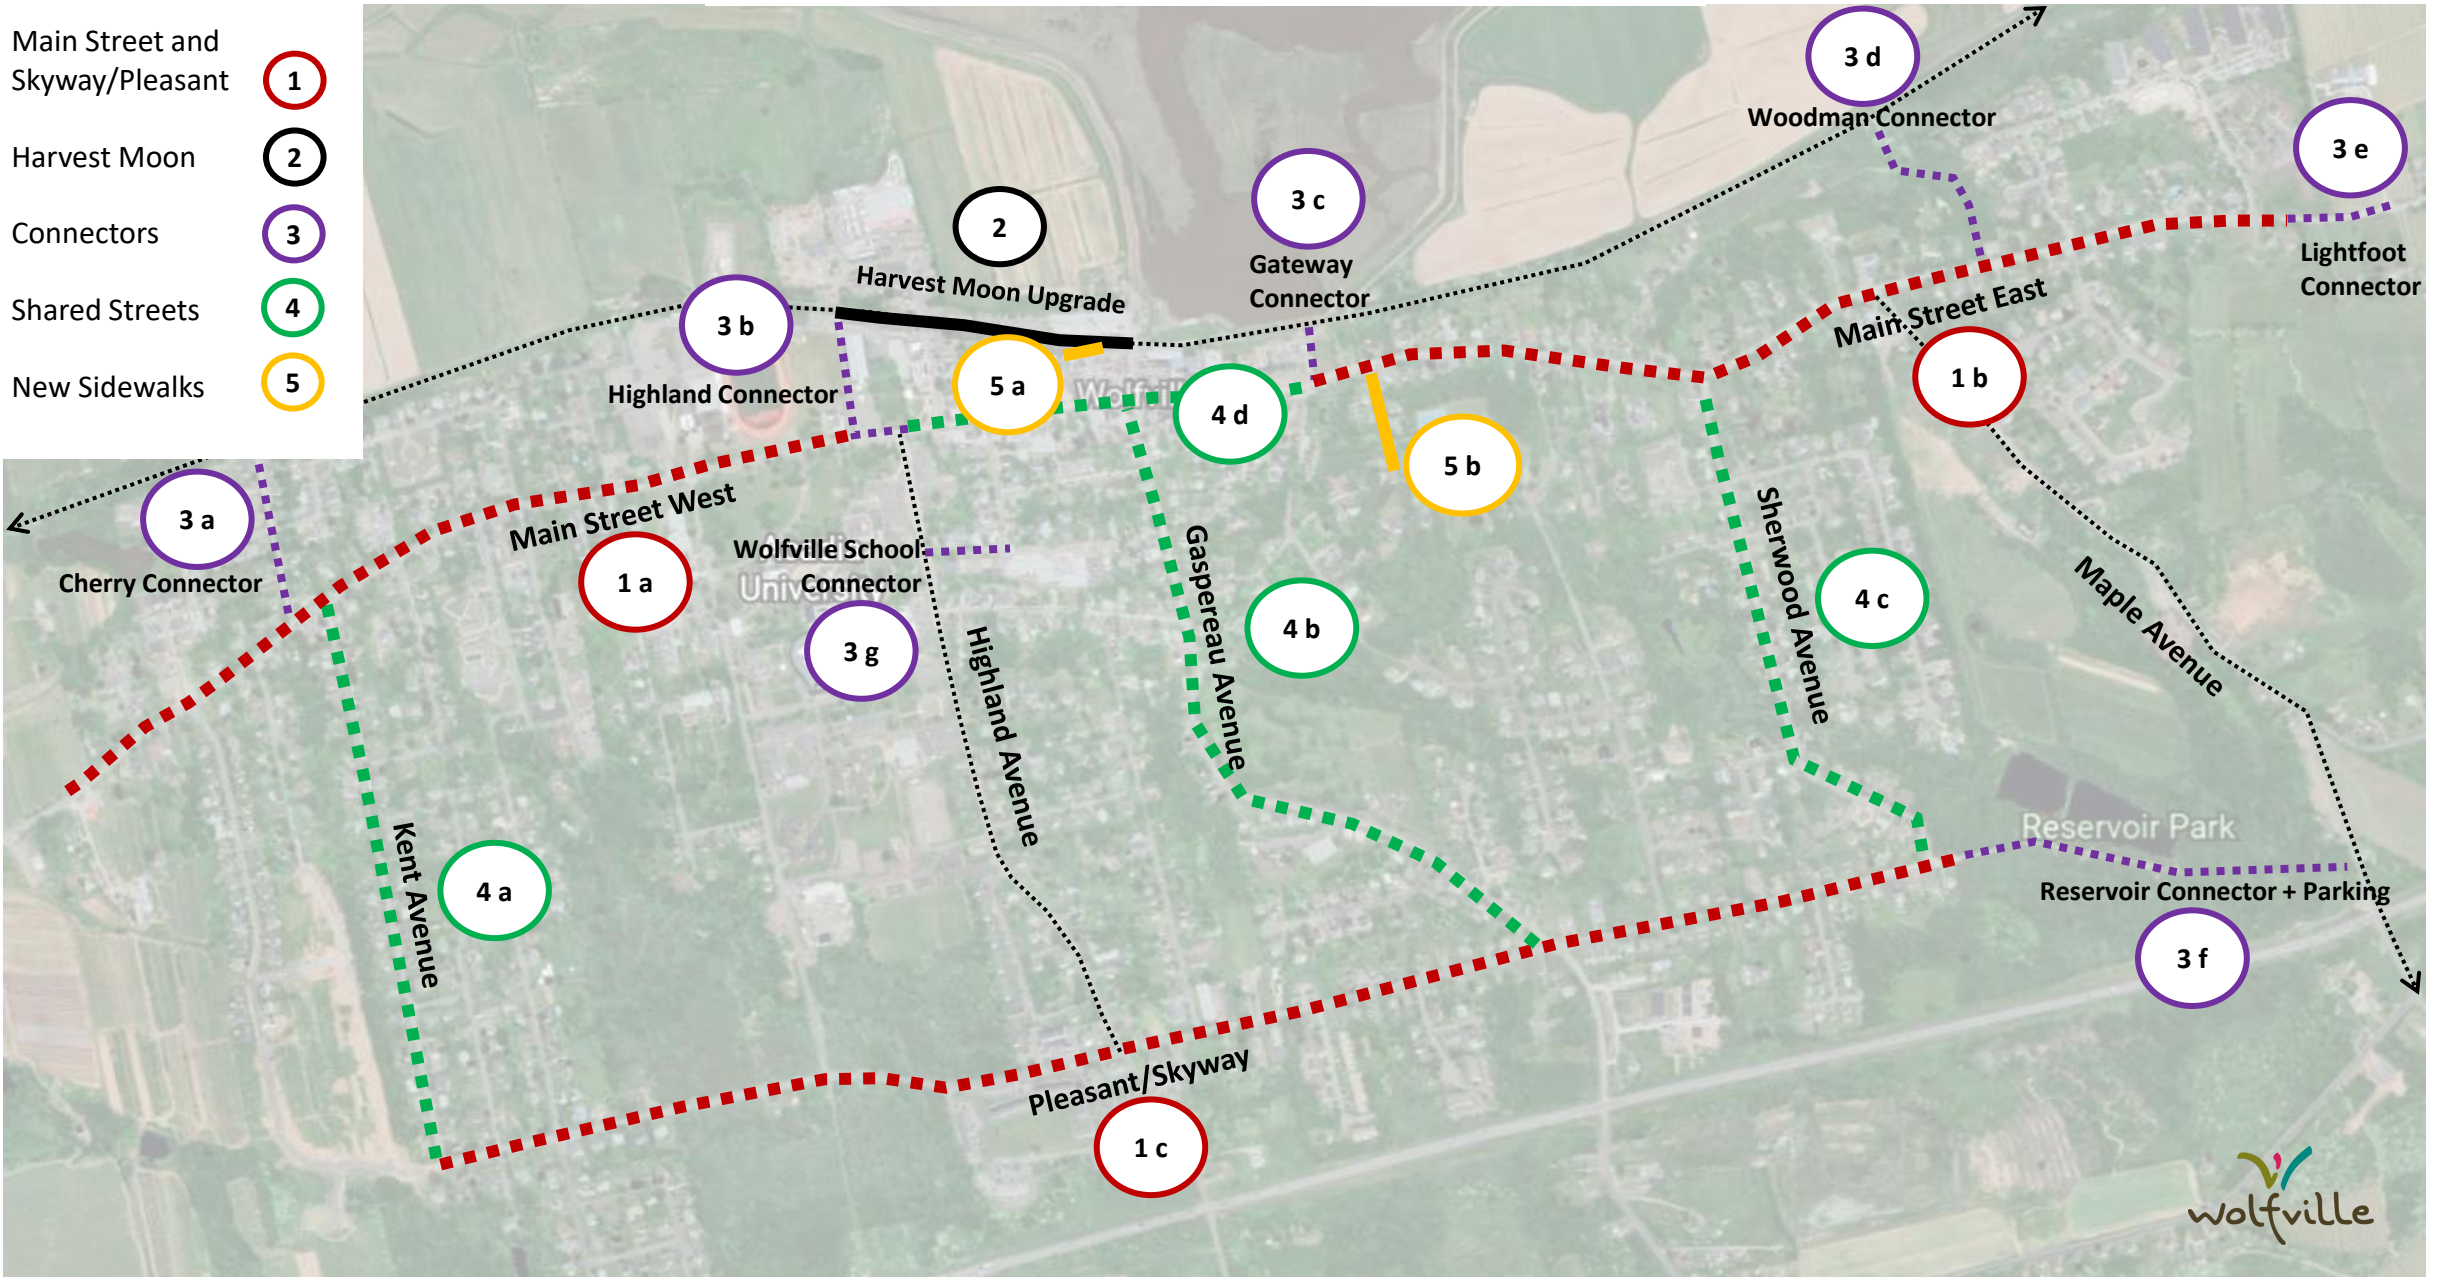 Main Street and
Skyway/Pleasant
1
Harvest Moon
2
Connectors
3
Shared Streets
4
New Sidewalks
5
3 d
Woodman Connector
3 e
Lightfoot
Connector
3 c
Gateway
Connector
2
Harvest Moon Upgrade
3 b
Highland Connector
5 a
4 d
Main Street East
1 b
5 b
3 a
Cherry Connector
Main Street West
1 a
Wolfville School
Connector
University
3 g
Highland Avenue
Gaspereau Avenue
4 b
Sherwood Avenue
4 c
Maple Avenue
Kent Avenue
4 a
Reservoir Park
Reservoir Connector + Parking
3 f
Pleasant/Skyway
1 c
wolfville